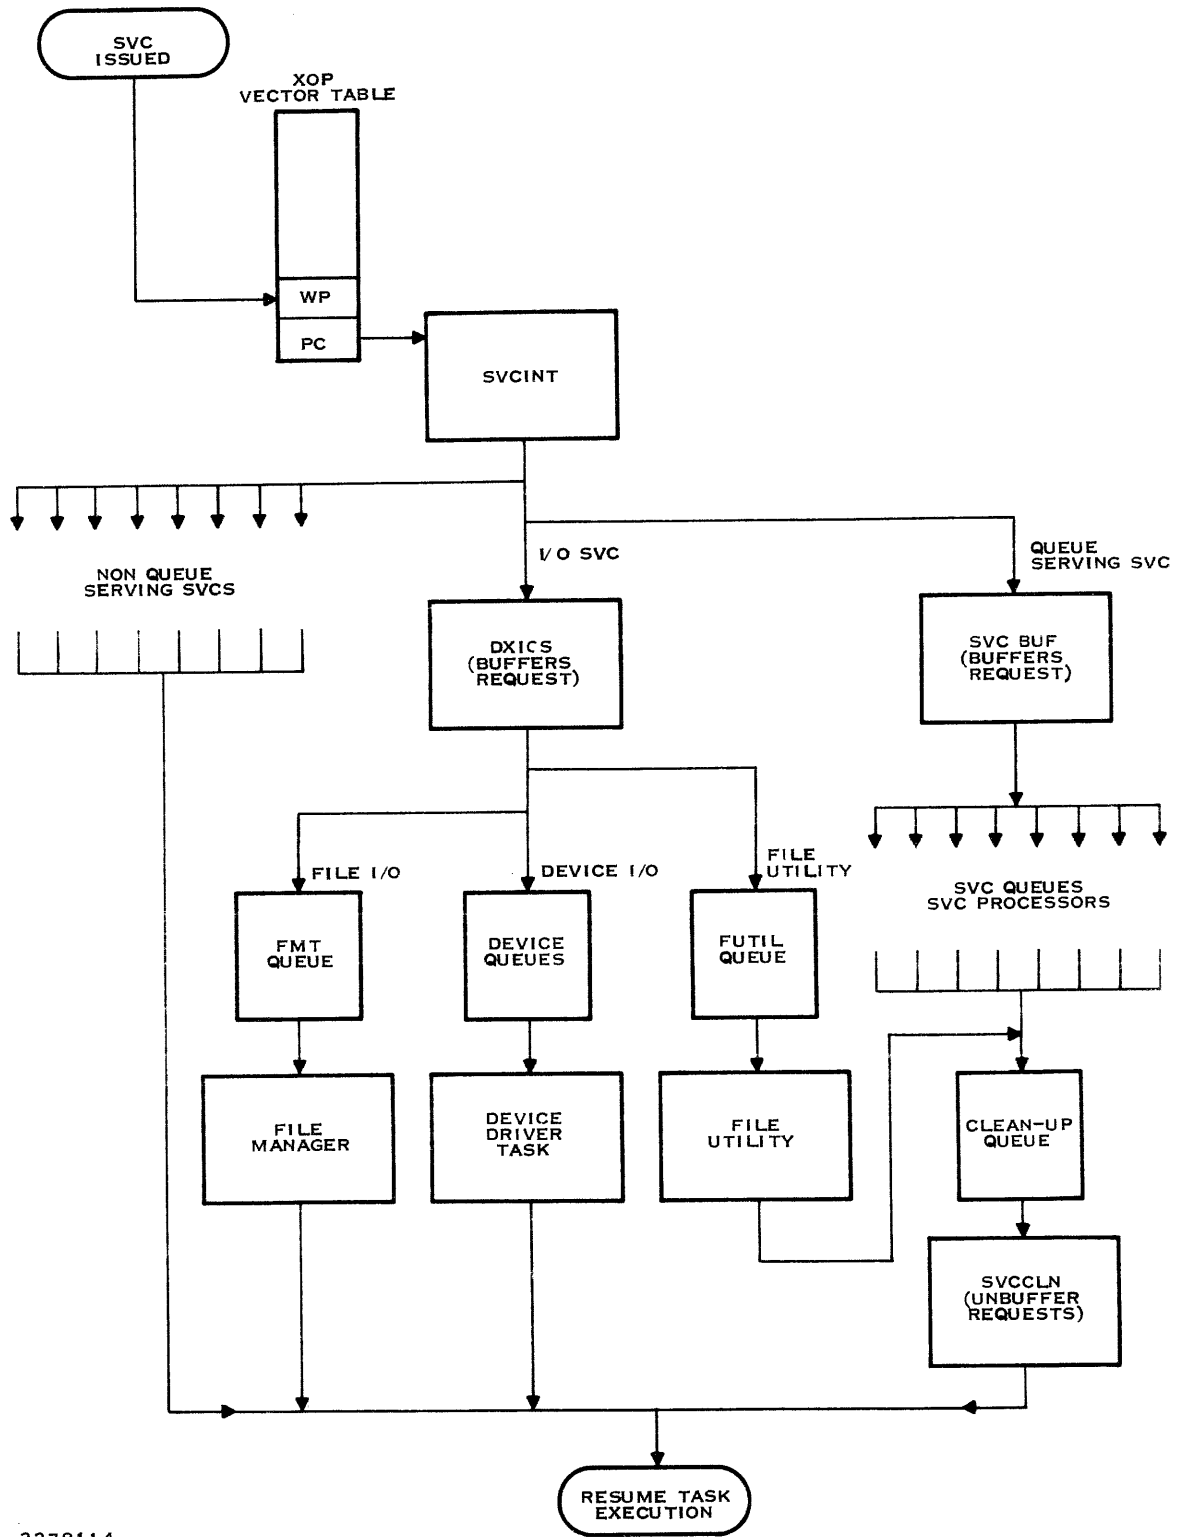 SVC
ISSUED
XOP
VECTOR TABLE
WP
PC
SVCINT
I/O SVC
QUEUE
SERVING SVC
NON QUEUE
SERVING SVCS
DXICS
(BUFFERS
REQUEST)
SVC BUF
(BUFFERS
REQUEST)
FILE I/O
DEVICE I/O
FILE
UTILITY
SVC QUEUES
SVC PROCESSORS
FMT
QUEUE
DEVICE
QUEUES
FUTIL
QUEUE
FILE
MANAGER
DEVICE
DRIVER
TASK
FILE
UTILITY
CLEAN-UP
QUEUE
SVCCLN
(UNBUFFER
REQUESTS)
RESUME TASK
EXECUTION